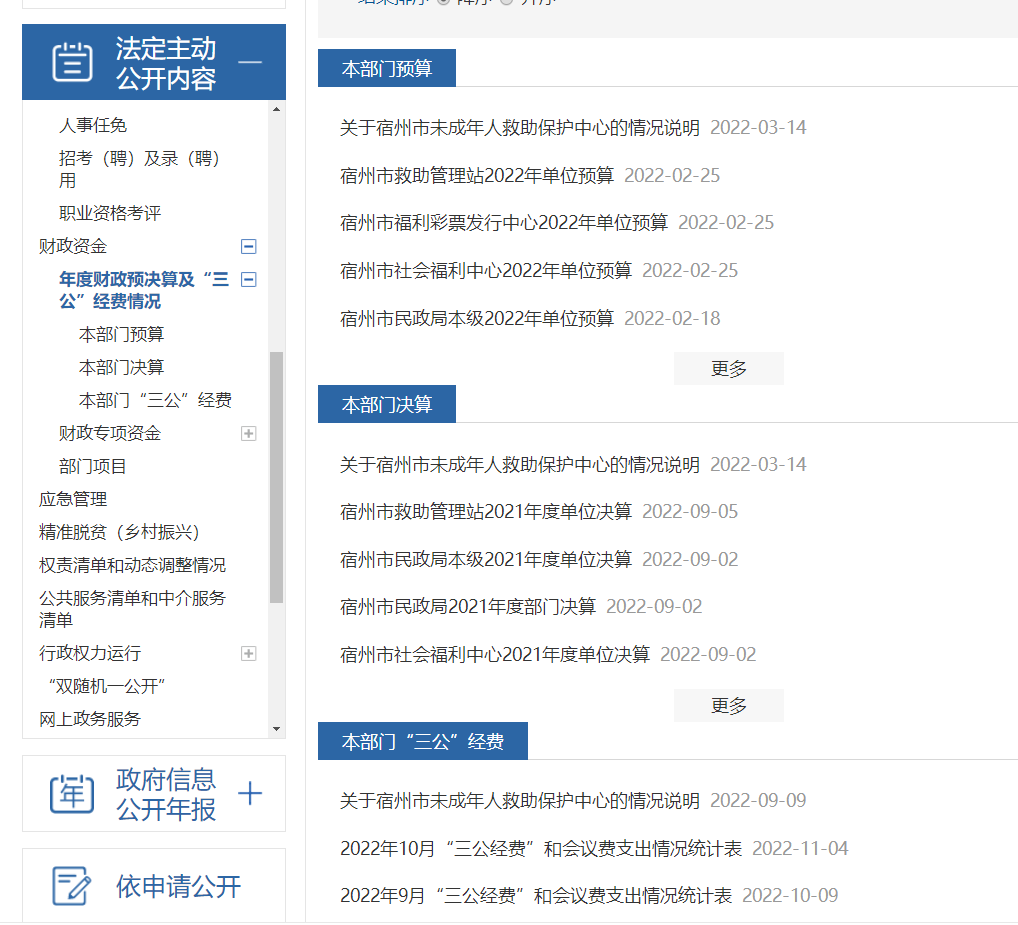 法定主动
公开内容
人事任免
招考（聘）及录（聘）
用
职业资格考评
财政资金
年度财政预决算及“三
公”经费情况
本部门预算
本部门决算
本部门“三公”经费
财政专项资金
部门项目
应急管理
精准脱贫（乡村振兴）
权责清单和动态调整情况
公共服务清单和中介服务
清单
行政权力运行
“双随机一公开”
网上政务服务
政府信息
公开年报
年
依申请公开
本部门预算
关于宿州市未成年人救助保护中心的情况说明 2022-03-14
宿州市救助管理站2022年单位预算 2022-02-25
宿州市福利彩票发行中心2022年单位预算 2022-02-25
宿州市社会福利中心2022年单位预算 2022-02-25
宿州市民政局本级2022年单位预算 2022-02-18
更多
本部门决算
关于宿州市未成年人救助保护中心的情况说明 2022-03-14
宿州市救助管理站2021年度单位决算 2022-09-05
宿州市民政局本级2021年度单位决算 2022-09-02
宿州市民政局2021年度部门决算 2022-09-02
宿州市社会福利中心2021年度单位决算 2022-09-02
更多
本部门“三公”经费
关于宿州市未成年人救助保护中心的情况说明 2022-09-09
2022年10月“三公经费”和会议费支出情况统计表 2022-11-04
2022年9月“三公经费”和会议费支出情况统计表 2022-10-09